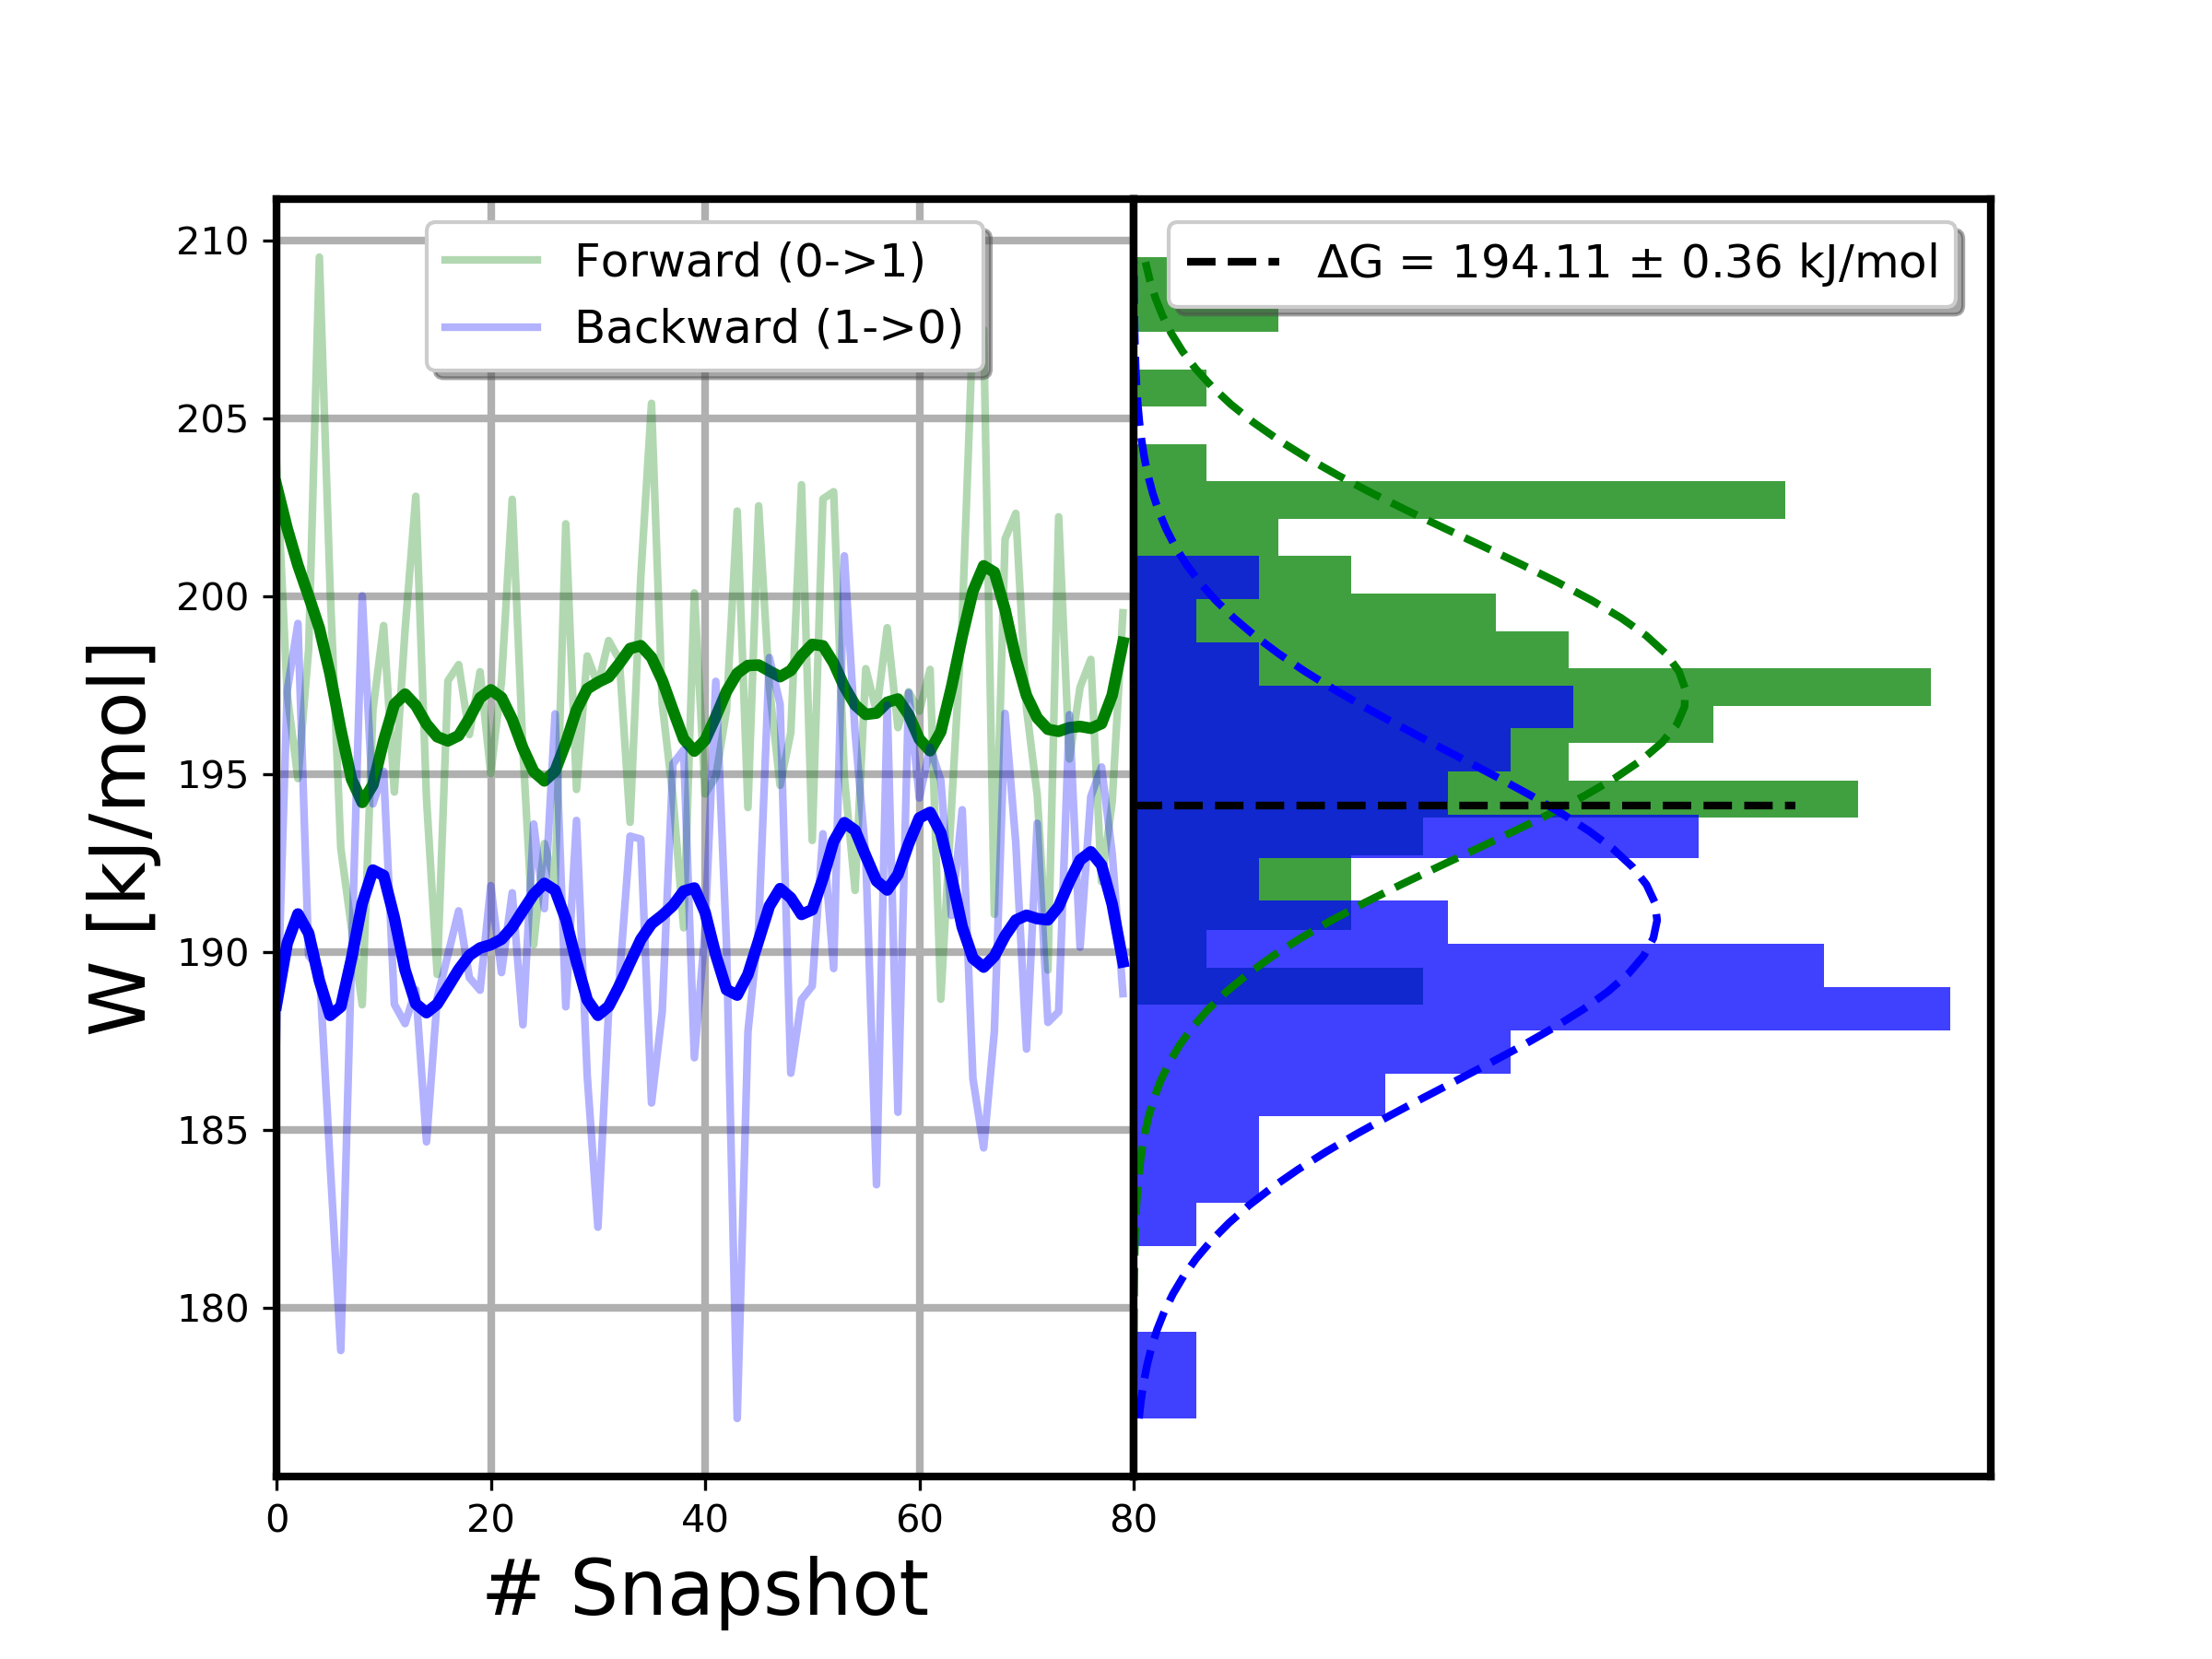 Forward (0->1)
Backward (1->0)
ΔG = 194.11 ± 0.36 kJ/mol
W [kJ/mol]
210
205
200
195
190
185
180
0 20 40 60 80
# Snapshot